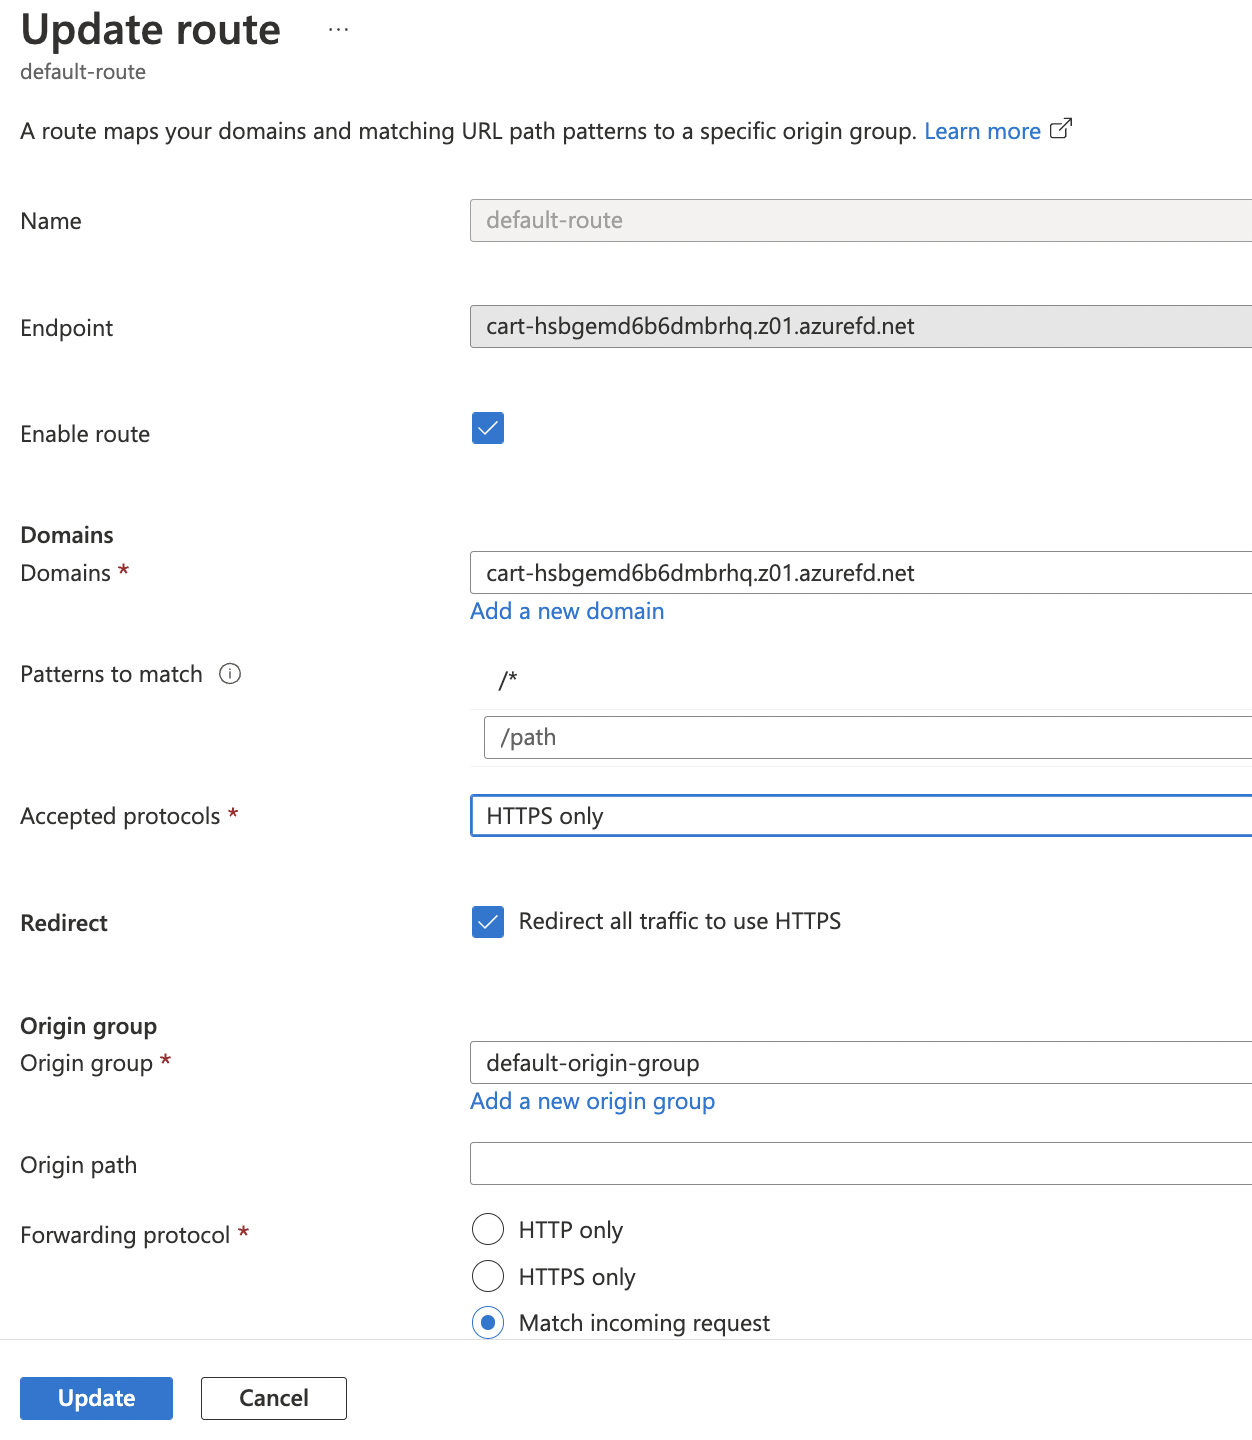 Update route ...
default-route
A route maps your domains and matching URL path patterns to a specific origin group. Learn more
Name
default-route
Endpoint
cart-hsbgemd6b6dmbrhq.z01.azurefd.net
Enable route
Domains
Domains *
cart-hsbgemd6b6dmbrhq.z01.azurefd.net
Add a new domain
Patterns to match
/*
/path
Accepted protocols *
HTTPS only
Redirect
Redirect all traffic to use HTTPS
Origin group
Origin group *
default-origin-group
Add a new origin group
Origin path
Forwarding protocol *
HTTP only
HTTPS only
Match incoming request
Update
Cancel